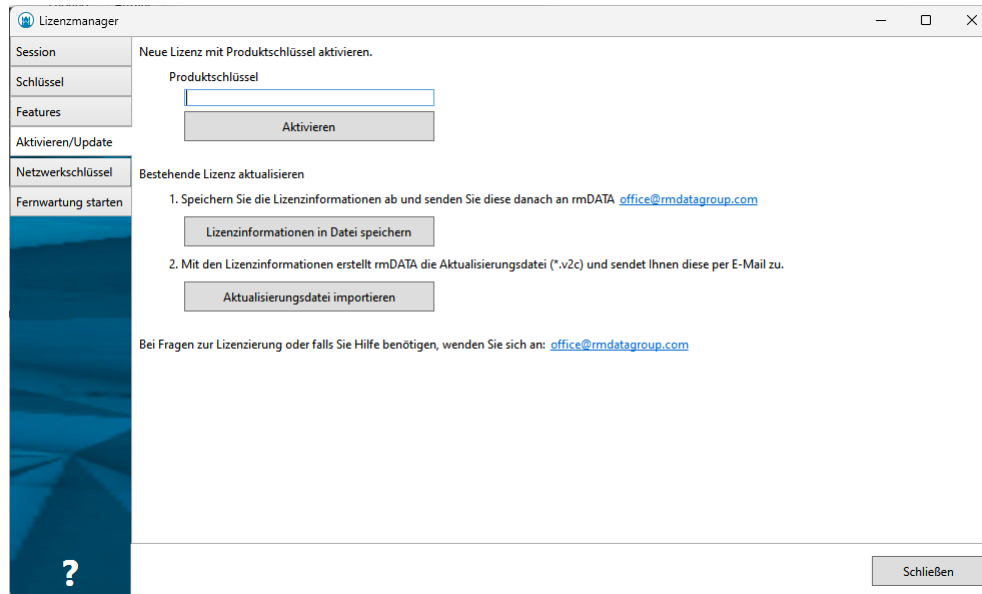 Lizenzmanager
Session
Schlüssel
Features
Aktivieren/Update
Netzwerkschlüssel
Fernwartung starten
?
Neue Lizenz mit Produktschlüssel aktivieren.
Produktschlüssel
Aktivieren
Bestehende Lizenz aktualisieren
1. Speichern Sie die Lizenzinformationen ab und senden Sie diese danach an rmDATA office@rmdatagroup.com
Lizenzinformationen in Datei speichern
2. Mit den Lizenzinformationen erstellt rmDATA die Aktualisierungsdatei (*.v2c) und sendet Ihnen diese per E-Mail zu.
Aktualisierungsdatei importieren
Bei Fragen zur Lizenzierung oder falls Sie Hilfe benötigen, wenden Sie sich an: office@rmdatagroup.com
Schließen